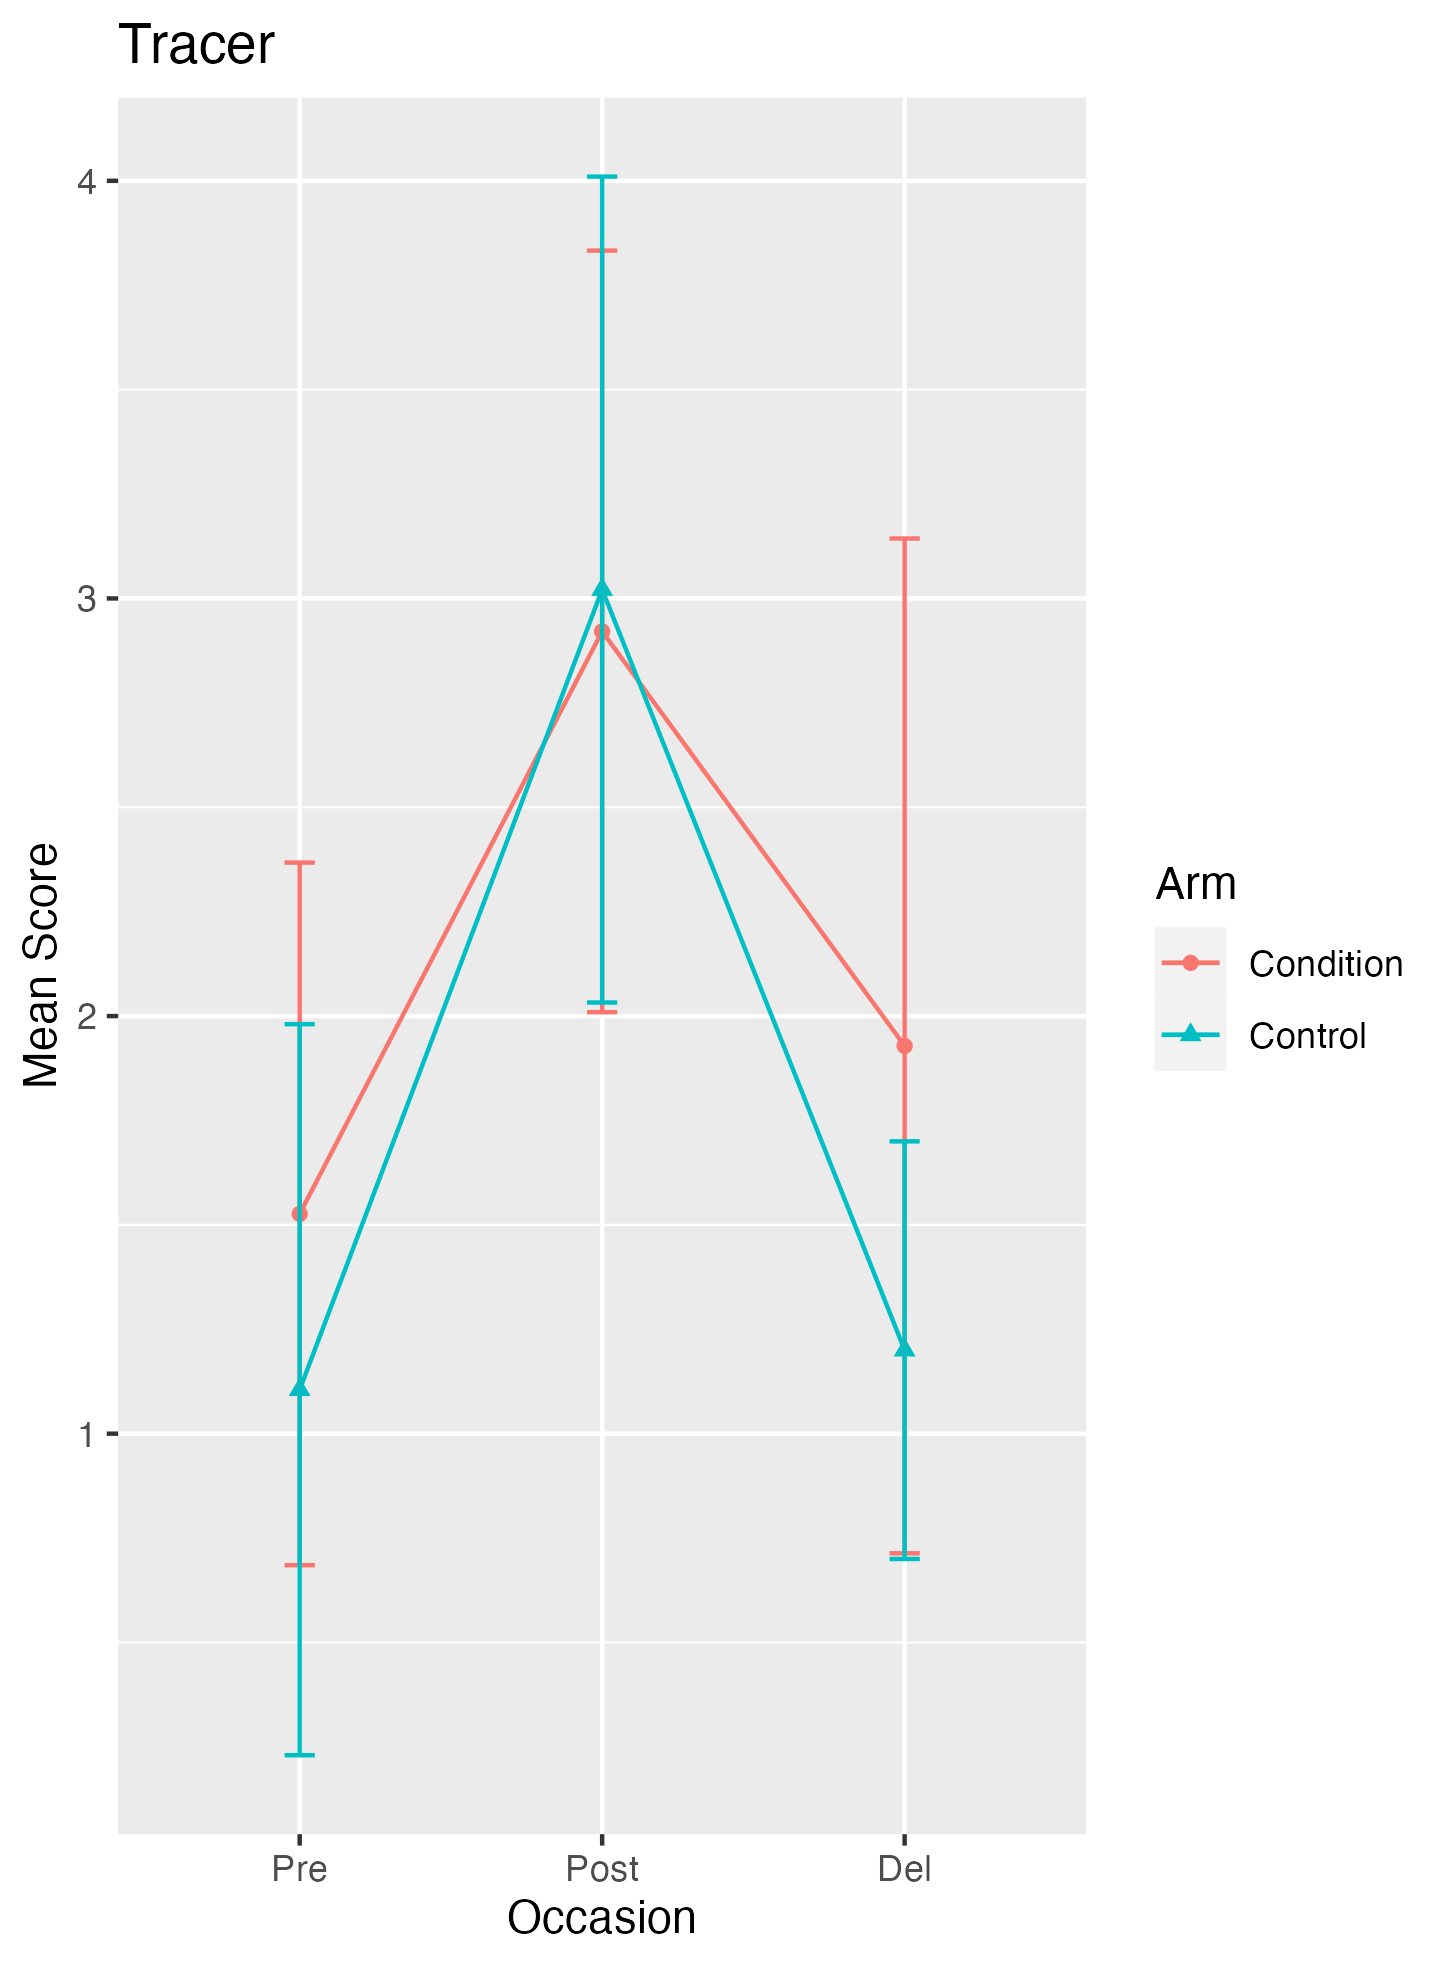 Tracer
Mean Score
4
3
2
1
Pre Post Del
Occasion
Arm
Condition
Control